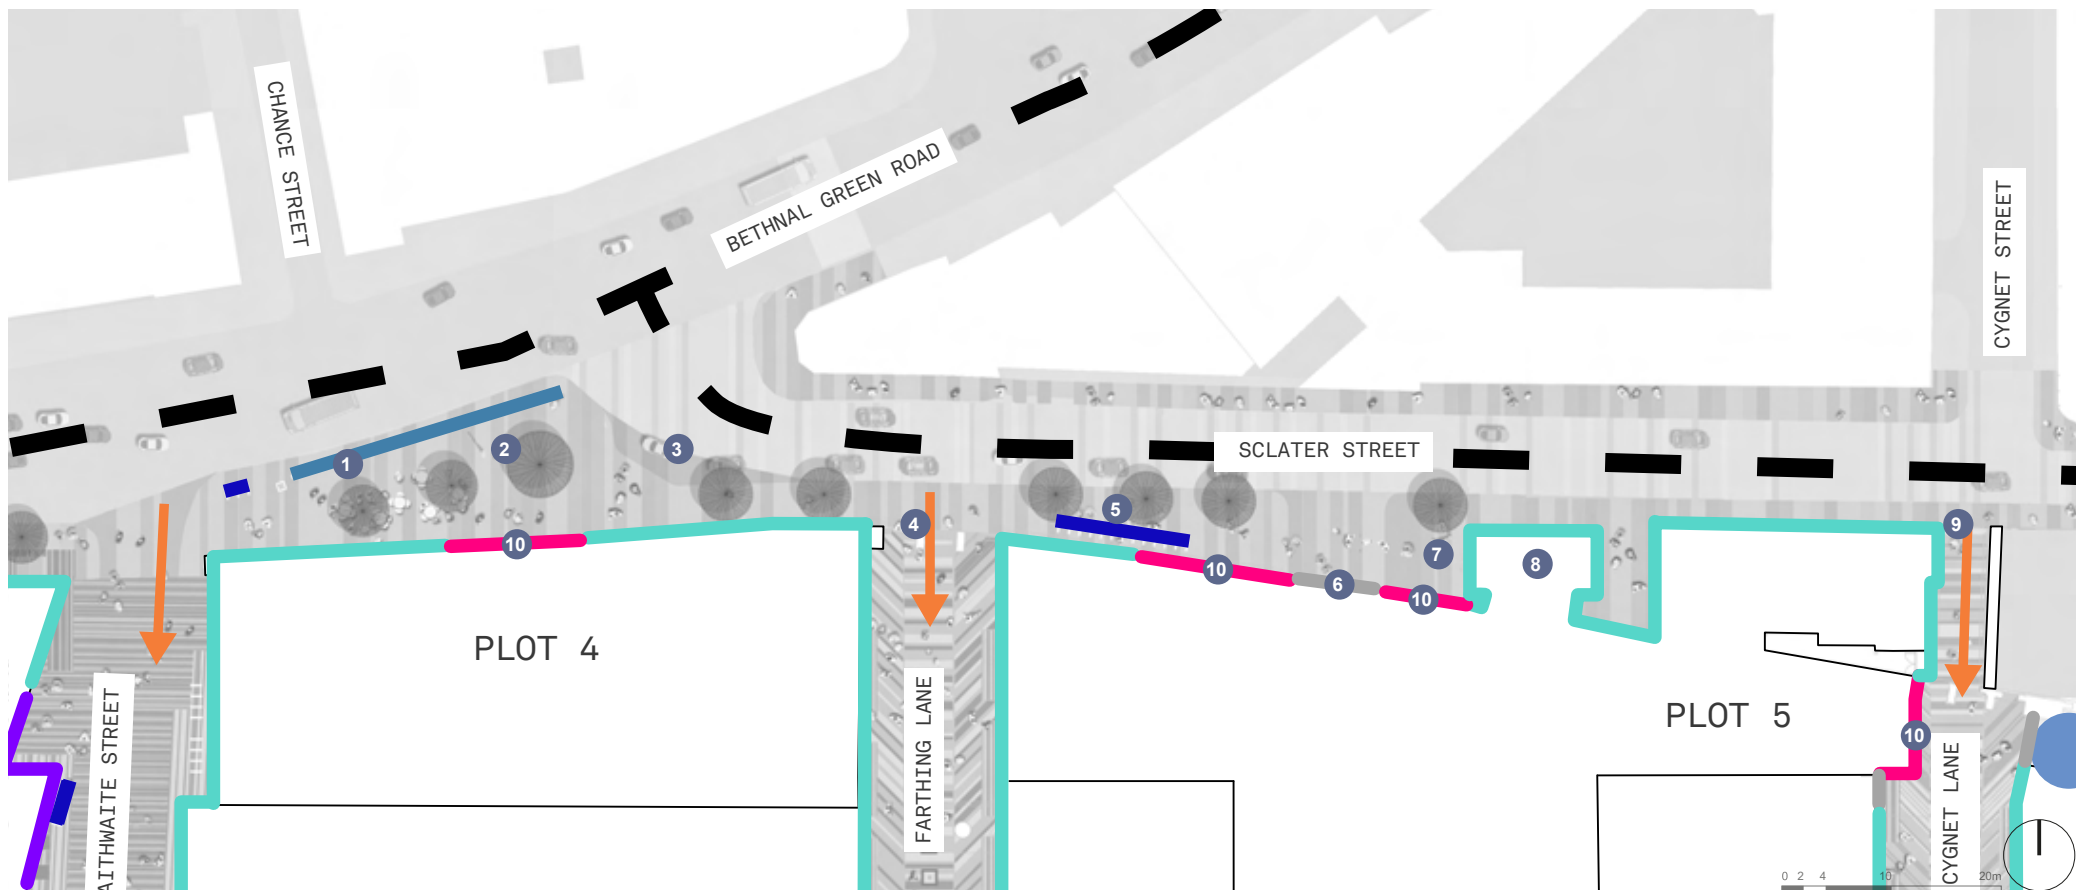 CHANCE STREET
BETHNAL GREEN ROAD
CYGNET STREET
SCLATER STREET
1
2
3
4
5
6
7
8
9
10
10
10
10
PLOT 4
PLOT 5
AITHWAITE STREET
FARTHING LANE
CYGNET LANE
0 2 4 10 20m